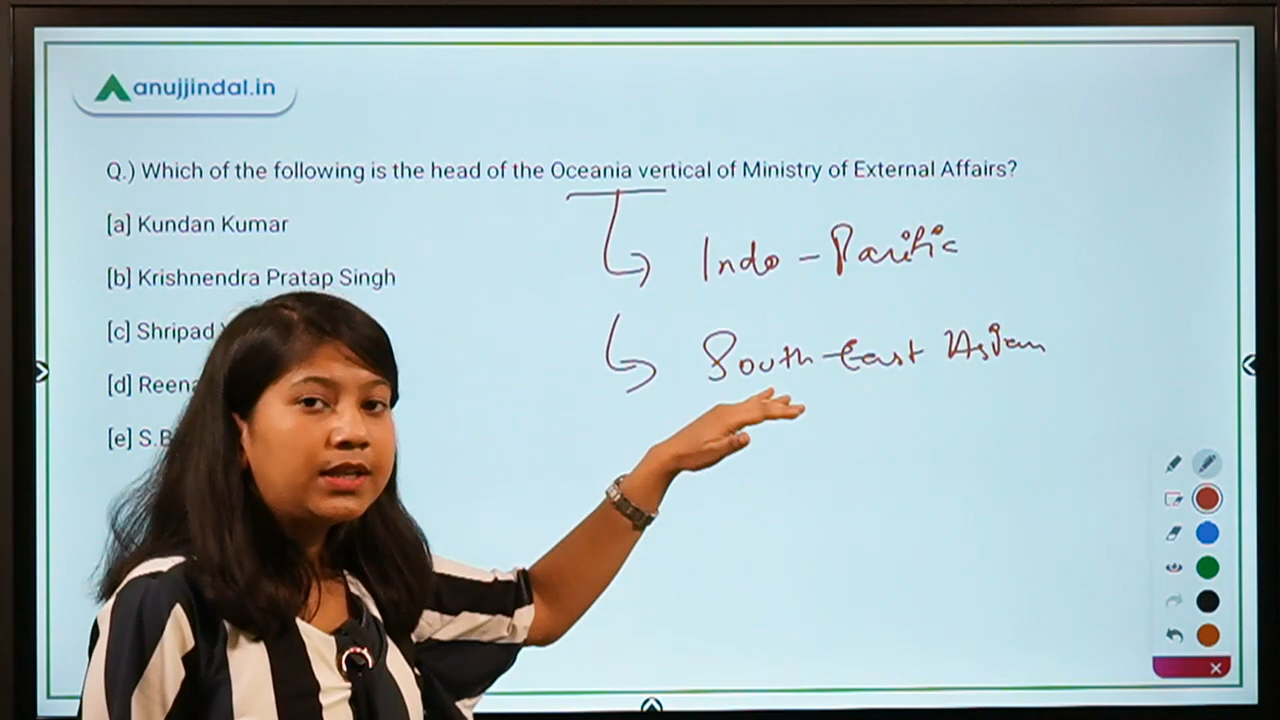 anujjindal.in
Q.) Which of the following is the head of the Oceania vertical of Ministry of External Affairs?
[a] Kundan Kumar
Indo - Pacific
[b] Krishnendra Pratap Singh
[c] Shripad
South-East Asian
[d] Reena
[e] S.B